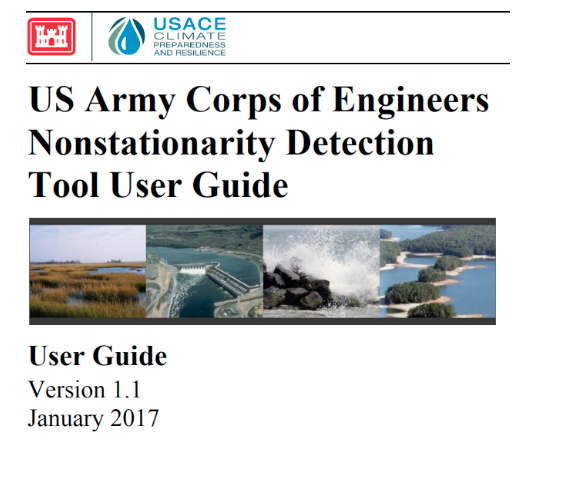 USACE
CLIMATE
PREPAREDNESS
AND RESILIENCE
US Army Corps of Engineers
Nonstationarity Detection
Tool User Guide
User Guide
Version 1.1
January 2017